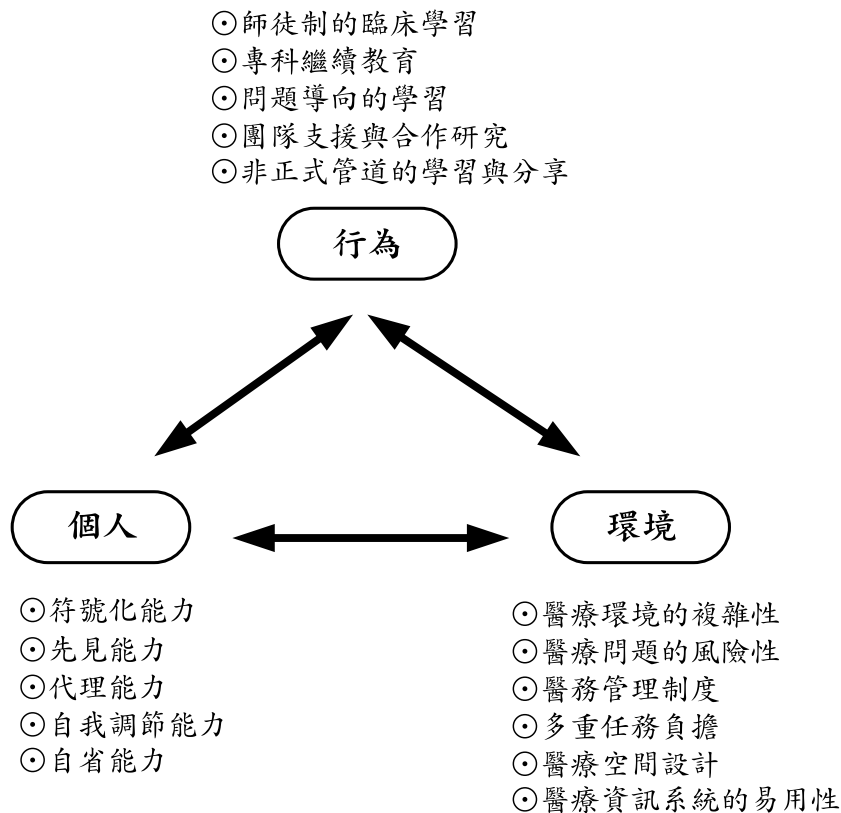 ⊙師徒制的臨床學習
⊙專科繼續教育
⊙問題導向的學習
⊙團隊支援與合作研究
⊙非正式管道的學習與分享
行為
個人
環境
⊙符號化能力
⊙先見能力
⊙代理能力
⊙自我調節能力
⊙自省能力
⊙醫療環境的複雜性
⊙醫療問題的風險性
⊙醫務管理制度
⊙多重任務負擔
⊙醫療空間設計
⊙醫療資訊系統的易用性